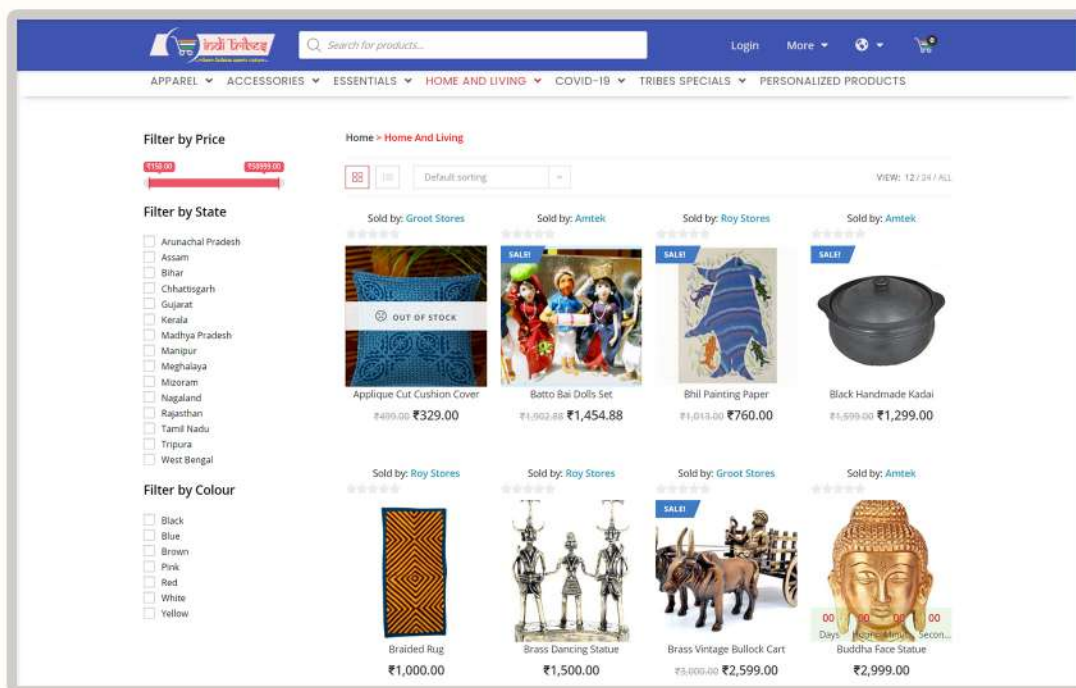 indi tribes
Search for products...
Login
More
0
APPAREL
ACCESSORIES
ESSENTIALS
HOME AND LIVING
COVID-19
TRIBES SPECIALS
PERSONALIZED PRODUCTS
Filter by Price
₹150.00
Filter by State
Arunachal Pradesh
Assam
Bihar
Chhattisgarh
Gujarat
Kerala
Madhya Pradesh
Manipur
Meghalaya
Mizoram
Nagaland
Rajasthan
Tamil Nadu
Tripura
West Bengal
Filter by Colour
Black
Blue
Brown
Pink
Red
White
Yellow
Home > Home And Living
Default sorting
VIEW: 12 / 24 / ALL
Sold by: Groot Stores
OUT OF STOCK
Applique Cut Cushion Cover
₹499.00 ₹329.00
Sold by: Amtek
SALE!
Batto Bai Dolls Set
₹1,902.88 ₹1,454.88
Sold by: Roy Stores
SALE!
Bhil Painting Paper
₹1,013.00 ₹760.00
Sold by: Amtek
SALE!
Black Handmade Kadai
₹1,599.00 ₹1,299.00
Sold by: Roy Stores
Braided Rug
₹1,000.00
Sold by: Roy Stores
Brass Dancing Statue
₹1,500.00
Sold by: Groot Stores
SALE!
Brass Vintage Bullock Cart
₹3,000.00 ₹2,599.00
Sold by: Amtek
00 00 00 00
Days Hours Minut... Secon...
Buddha Face Statue
₹2,999.00